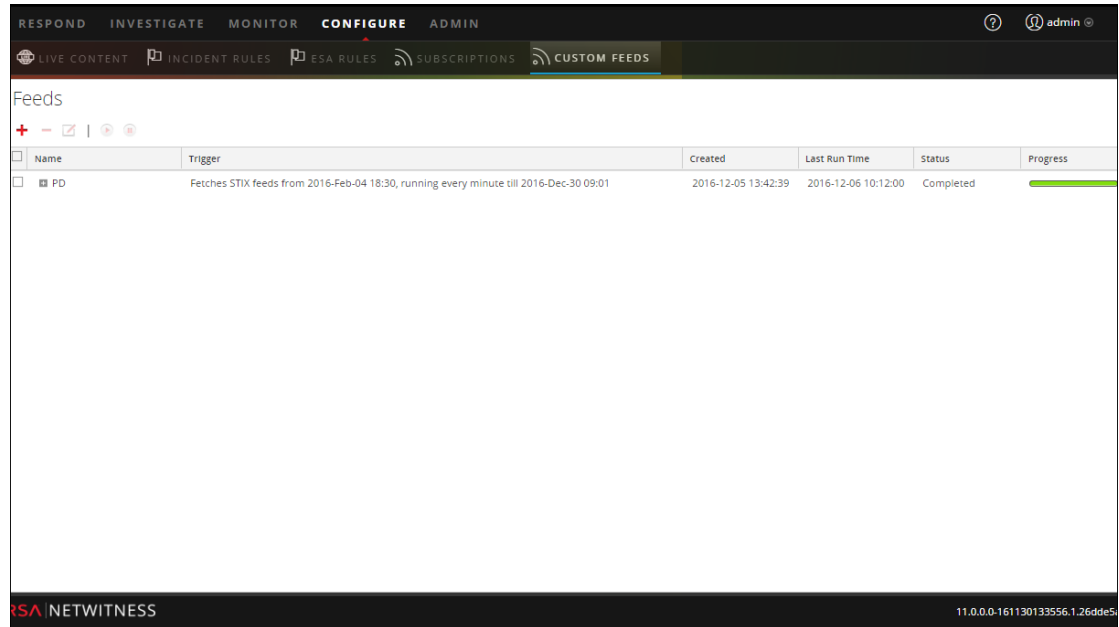 RESPOND INVESTIGATE MONITOR CONFIGURE ADMIN ? admin
LIVE CONTENT INCIDENT RULES ESA RULES SUBSCRIPTIONS CUSTOM FEEDS
Feeds
Name Trigger Created Last Run Time Status Progress
PD Fetches STIX feeds from 2016-Feb-04 18:30, running every minute till 2016-Dec-30 09:01 2016-12-05 13:42:39 2016-12-06 10:12:00 Completed
RSA NETWITNESS 11.0.0.0-161130133556.1.26dde5